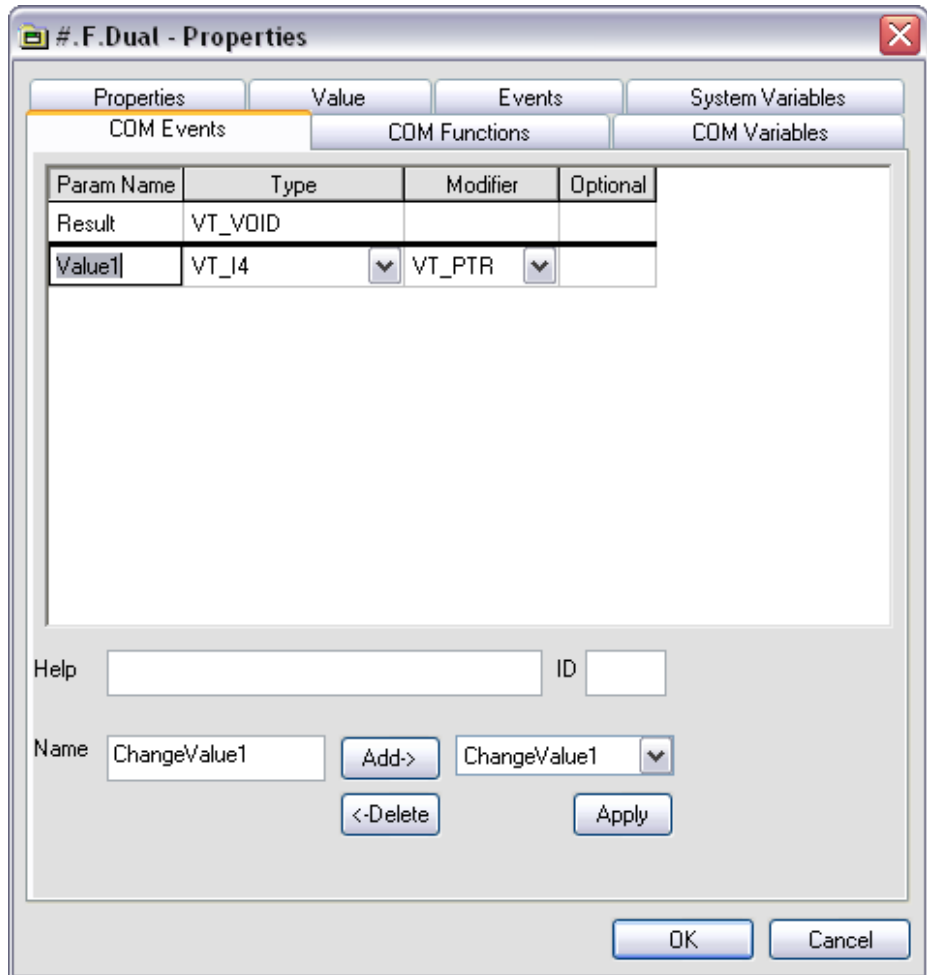 #.F.Dual - Properties
Properties Value Events System Variables
COM Events COM Functions COM Variables
Param Name Type Modifier Optional
Result VT_VOID
Value1 VT_I4 VT_PTR
Help ID
Name ChangeValue1 Add-> ChangeValue1
<-Delete Apply
OK Cancel